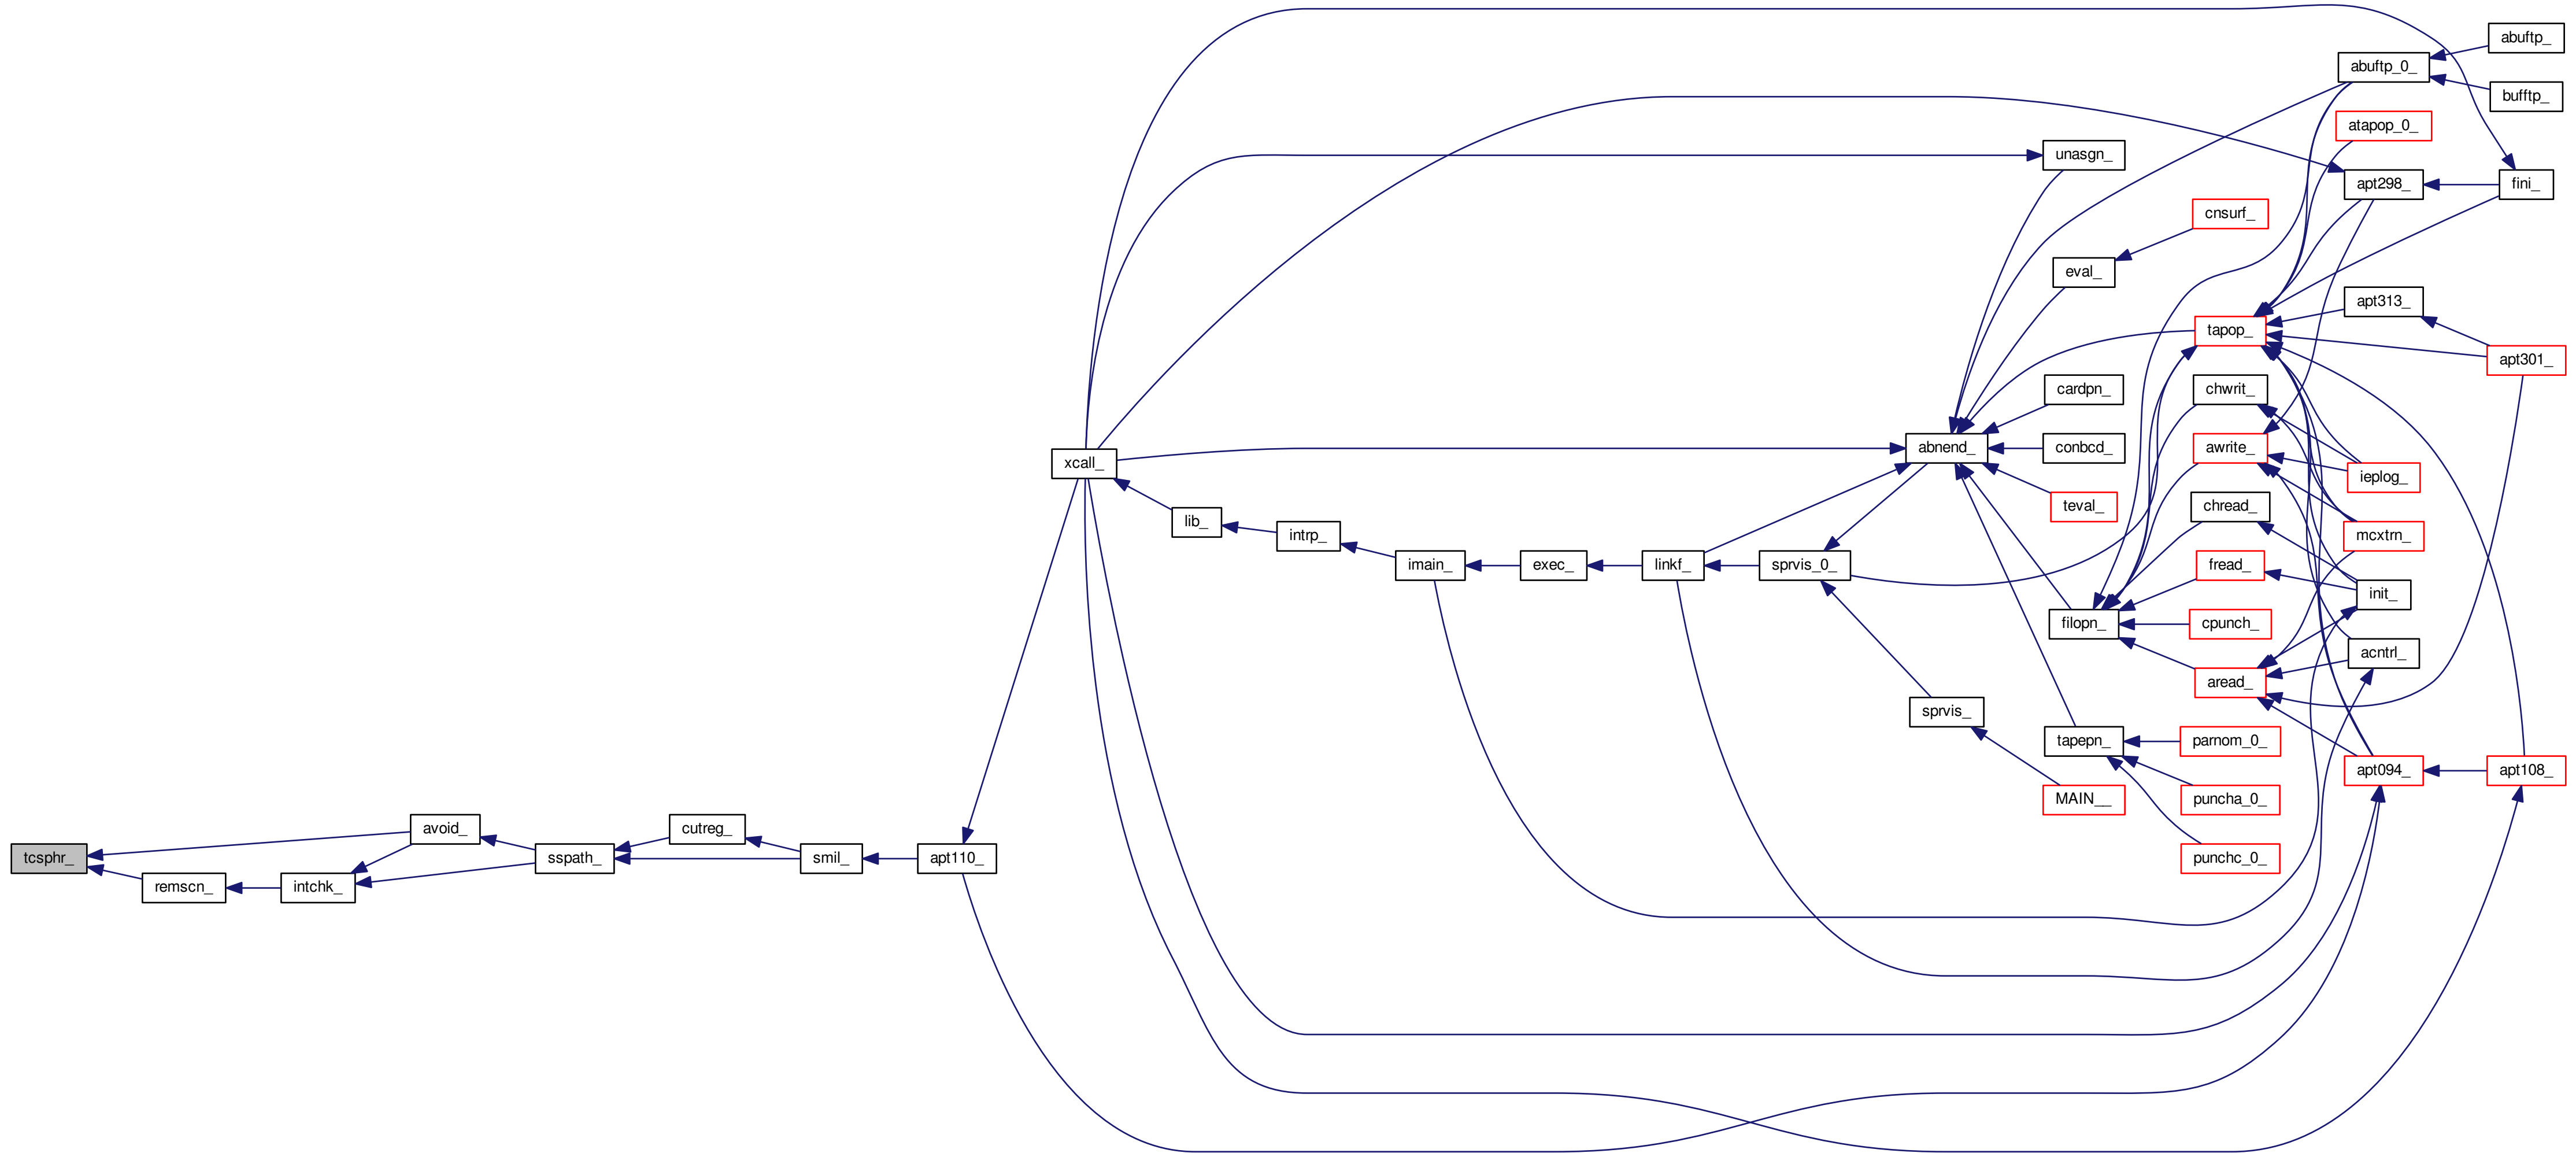 tcsphr_
avoid_
remscn_
intchk_
sspath_
cutreg_
smil_
apt110_
xcall_
lib_
intrp_
imain_
exec_
linkf_
sprvis_0_
abnend_
sprvis_
unasgn_
eval_
cardpn_
conbcd_
teval_
filopn_
tapepn_
MAIN__
cnsurf_
tapop_
chwrit_
awrite_
chread_
fread_
cpunch_
aread_
parnom_0_
puncha_0_
punchc_0_
abuftp_0_
atapop_0_
apt298_
apt313_
ieplog_
mcxtrn_
init_
acntrl_
apt094_
abuftp_
bufftp_
fini_
apt301_
apt108_